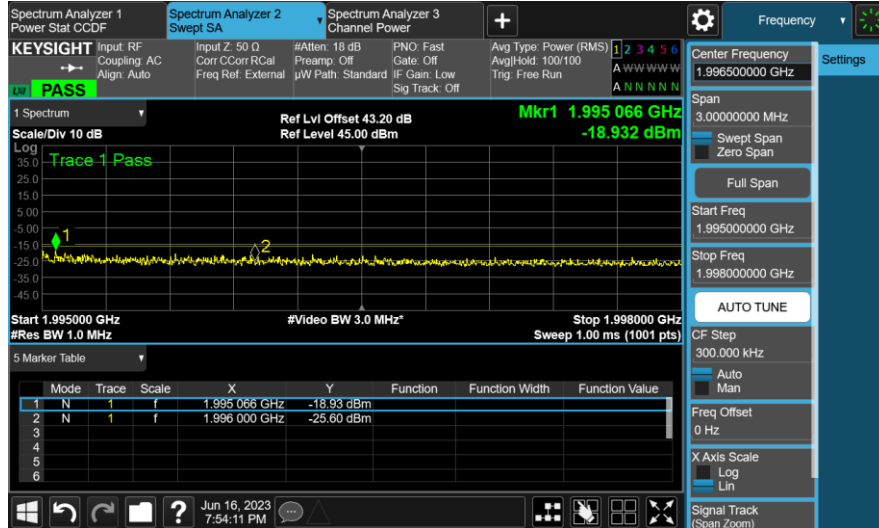 Spectrum Analyzer 1
Power Stat CCDF
Spectrum Analyzer 2
Swept SA
Spectrum Analyzer 3
Channel Power
+
Frequency
KEYSIGHT
Input: RF
Coupling: AC
Align: Auto
Input Z: 50 Ω
Corr CCorr RCal
Freq Ref: External
#Atten: 18 dB
Preamp: Off
µW Path: Standard
PNO: Fast
Gate: Off
IF Gain: Low
Sig Track: Off
Avg Type: Power (RMS)
Avg|Hold: 100/100
Trig: Free Run
1 2 3 4 5 6
A W W W W W
A N N N N N
LXI
PASS
1 Spectrum
Scale/Div 10 dB
Ref Lvl Offset 43.20 dB
Ref Level 45.00 dBm
Mkr1 1.995 066 GHz
-18.932 dBm
Log
Trace 1 Pass
35.0
25.0
15.0
5.00
-5.00
-15.0
-25.0
-35.0
-45.0
1
2
Start 1.995000 GHz
#Res BW 1.0 MHz
#Video BW 3.0 MHz*
Stop 1.998000 GHz
Sweep 1.00 ms (1001 pts)
5 Marker Table
Mode Trace Scale X Y Function Function Width Function Value
1 N 1 f 1.995 066 GHz -18.93 dBm
2 N 1 f 1.996 000 GHz -25.60 dBm
3
4
5
6
?
Jun 16, 2023
7:54:11 PM
Center Frequency
1.996500000 GHz
Span
3.00000000 MHz
Swept Span
Zero Span
Full Span
Start Freq
1.995000000 GHz
Stop Freq
1.998000000 GHz
AUTO TUNE
CF Step
300.000 kHz
Auto
Man
Freq Offset
0 Hz
X Axis Scale
Log
Lin
Signal Track
(Span Zoom)
Settings